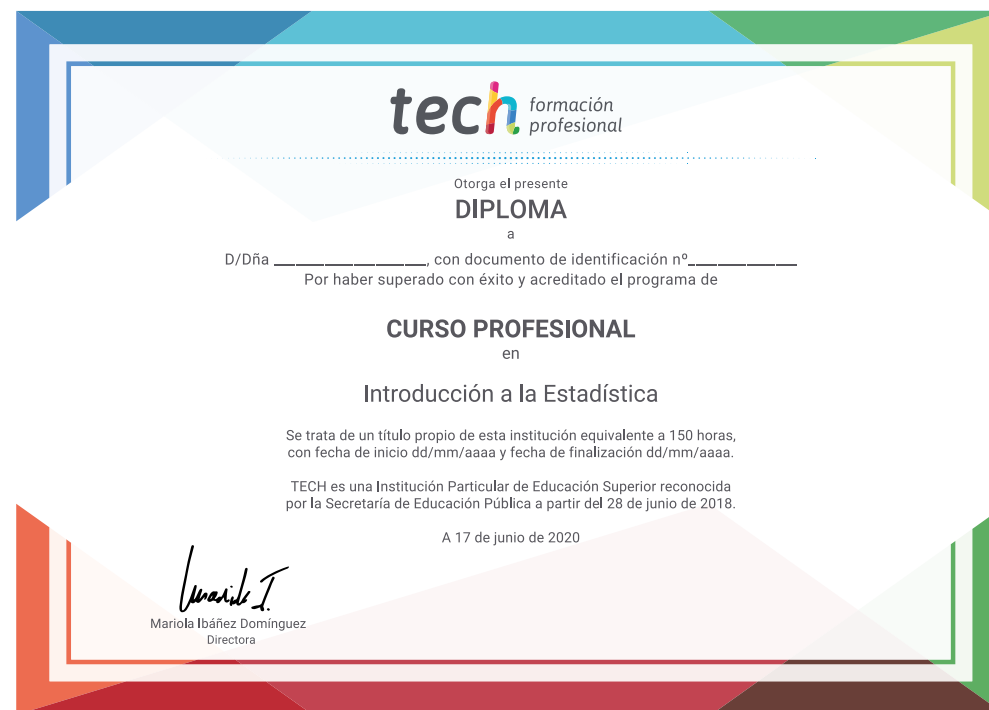 tech formación
profesional
Otorga el presente
DIPLOMA
a
D/Dña ______________, con documento de identificación nº__________
Por haber superado con éxito y acreditado el programa de
CURSO PROFESIONAL
en
Introducción a la Estadística
Se trata de un título propio de esta institución equivalente a 150 horas,
con fecha de inicio dd/mm/aaaa y fecha de finalización dd/mm/aaaa.
TECH es una Institución Particular de Educación Superior reconocida
por la Secretaría de Educación Pública a partir del 28 de junio de 2018.
A 17 de junio de 2020
Mariola I.
Mariola Ibáñez Domínguez
Directora